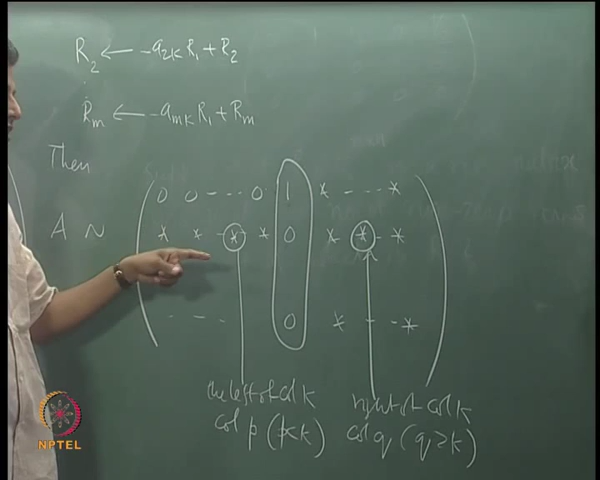 R₂ ← -a₂ₖ R₁ + R₂
Rₘ ← -aₘₖ R₁ + Rₘ
Then
A ~
0 0 - - - 0 1 * - - - *
* * - * * 0 * - * - *
- - - 0 * - - *
the left of col k
col p (p<k)
right of col k
col q (q>k)
NPTEL